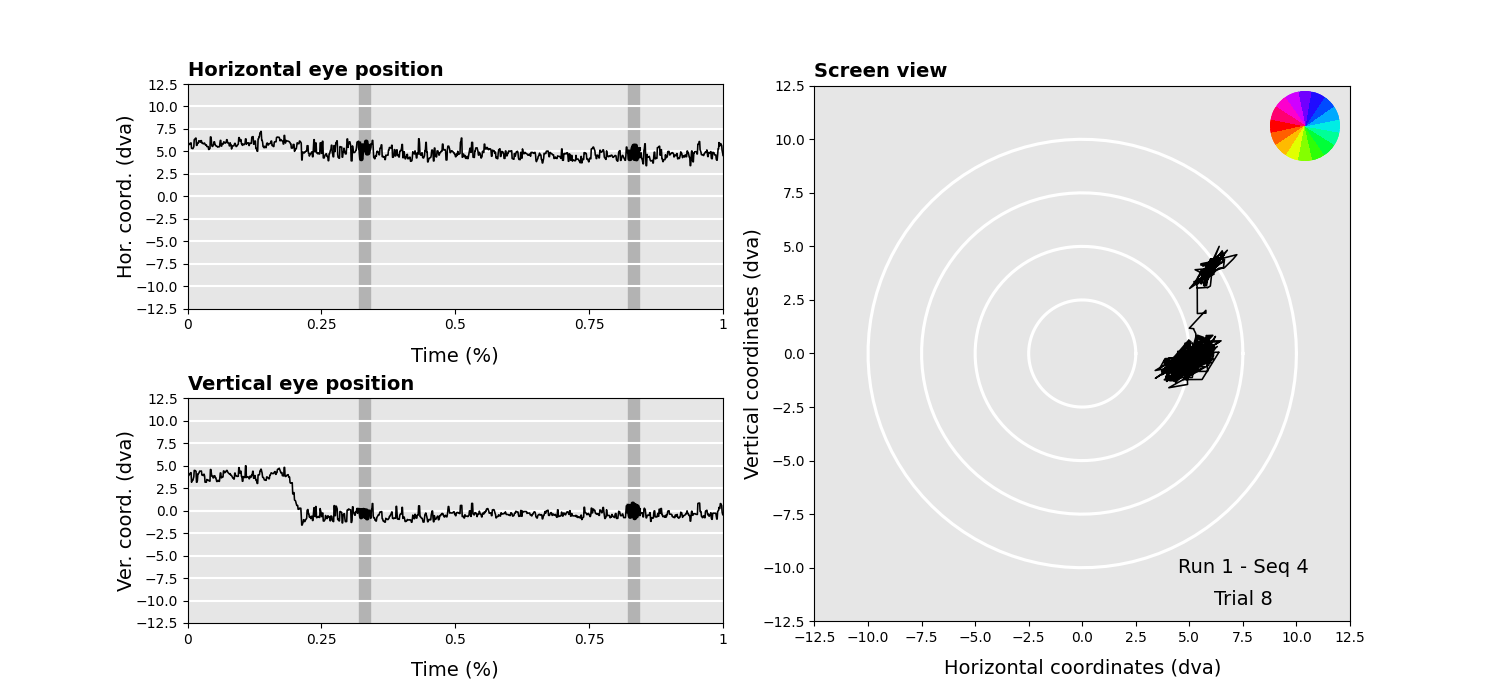 Horizontal eye position
Hor. coord. (dva)
12.5
10.0
7.5
5.0
2.5
0.0
−2.5
−5.0
−7.5
−10.0
−12.5
0 0.25 0.5 0.75 1
Time (%)
Vertical eye position
Ver. coord. (dva)
12.5
10.0
7.5
5.0
2.5
0.0
−2.5
−5.0
−7.5
−10.0
−12.5
0 0.25 0.5 0.75 1
Time (%)
Screen view
Vertical coordinates (dva)
12.5
10.0
7.5
5.0
2.5
0.0
−2.5
−5.0
−7.5
−10.0
−12.5
Run 1 - Seq 4
Trial 8
−12.5 −10.0 −7.5 −5.0 −2.5 0.0 2.5 5.0 7.5 10.0 12.5
Horizontal coordinates (dva)